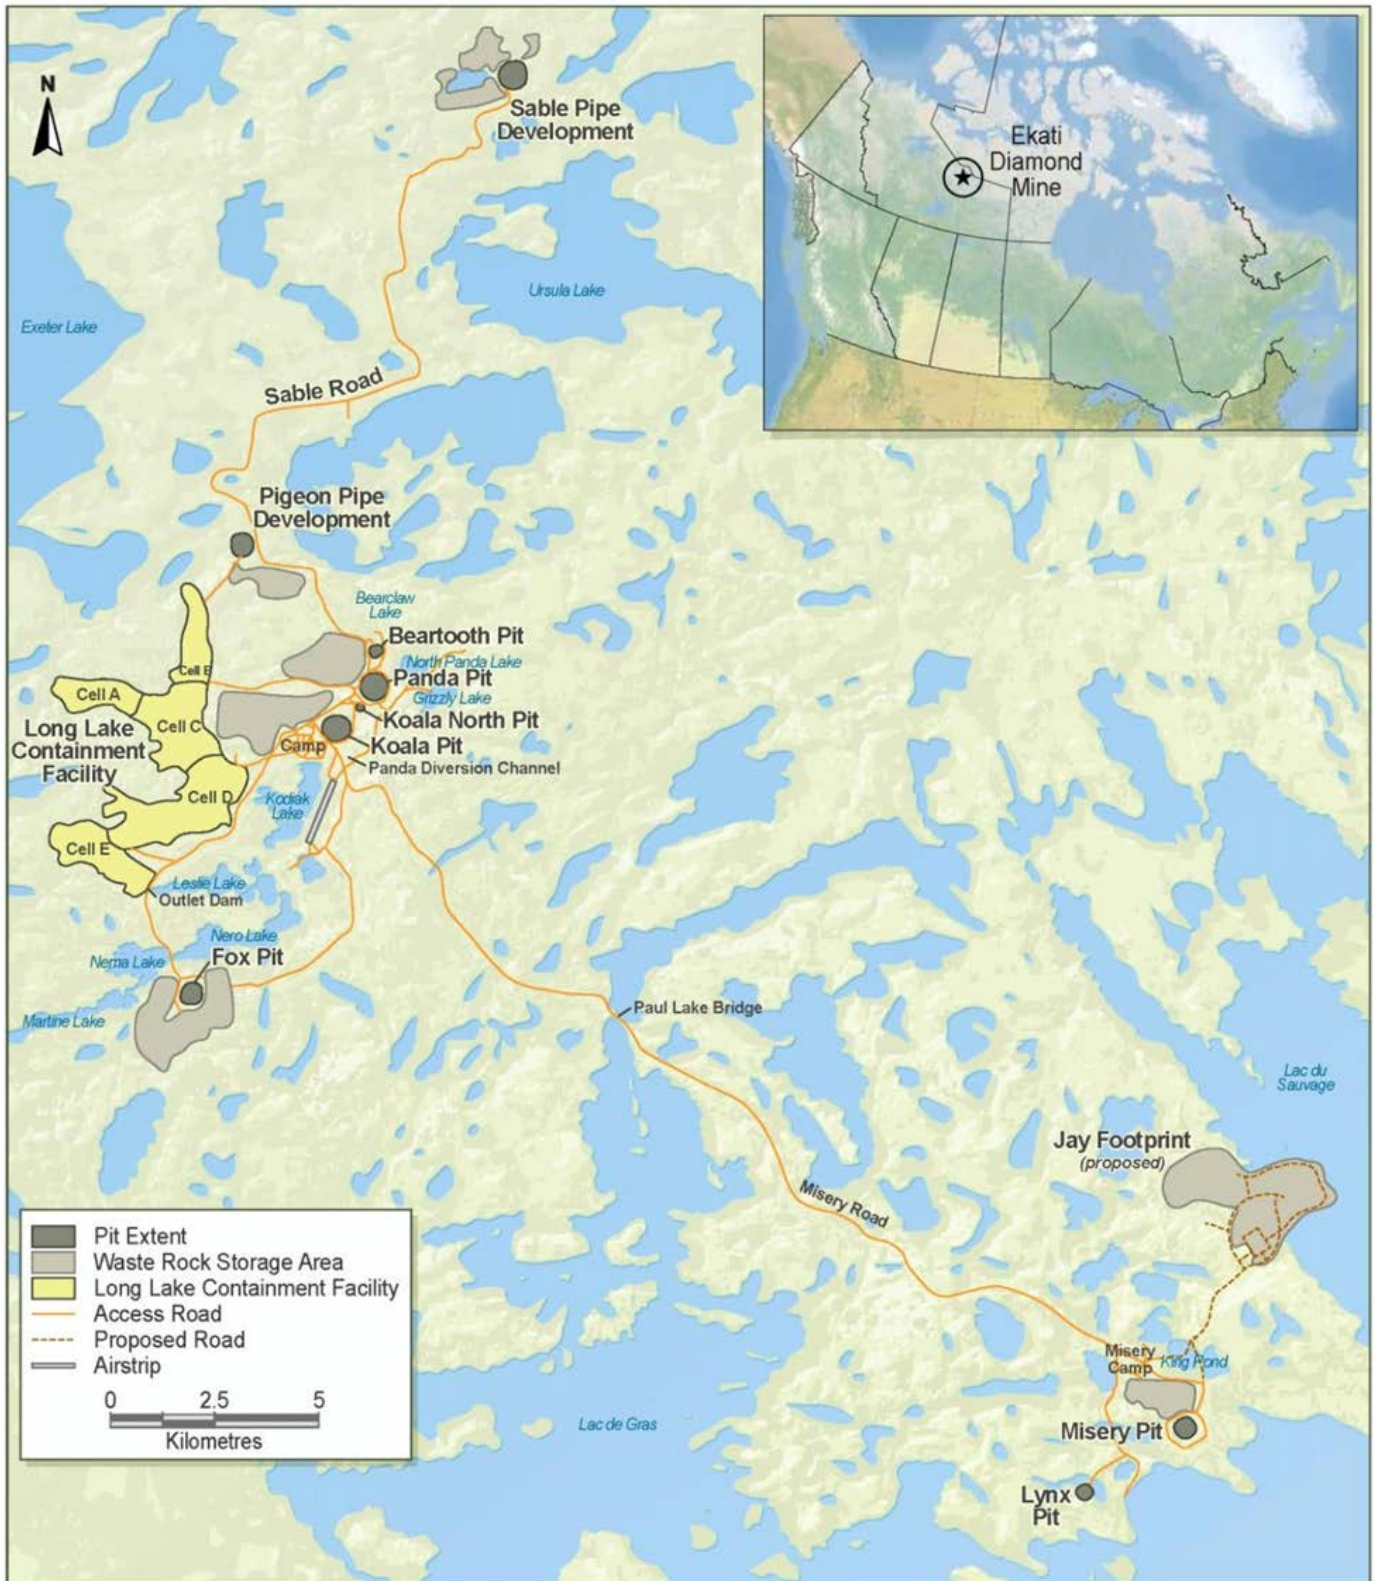 N
Sable Pipe
Development
Ekati
Diamond
Mine
Ursula Lake
Exeter Lake
Sable Road
Pigeon Pipe
Development
Bearclaw
Lake
Beartooth Pit
North Panda Lake
Cell B
Panda Pit
Cell A
Grizzly Lake
Koala North Pit
Cell C
Long Lake
Containment
Facility
Koala Pit
Camp
Panda Diversion Channel
Cell D
Kodiak
Lake
Cell E
Leslie Lake
Outlet Dam
Nero Lake
Fox Pit
Nema Lake
Martine Lake
Paul Lake Bridge
Lac du
Sauvage
Jay Footprint
(proposed)
Misery Road
Pit Extent
Waste Rock Storage Area
Long Lake Containment Facility
Access Road
Proposed Road
Airstrip
0 2.5 5
Kilometres
Misery
Camp
King Pond
Lac de Gras
Misery Pit
Lynx
Pit